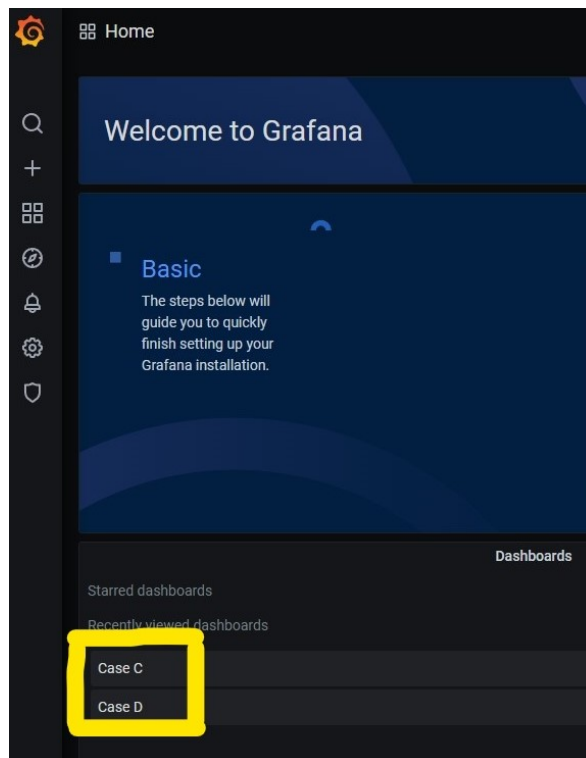 Home
Welcome to Grafana
Basic
The steps below will
guide you to quickly
finish setting up your
Grafana installation.
Dashboards
Starred dashboards
Recently viewed dashboards
Case C
Case D